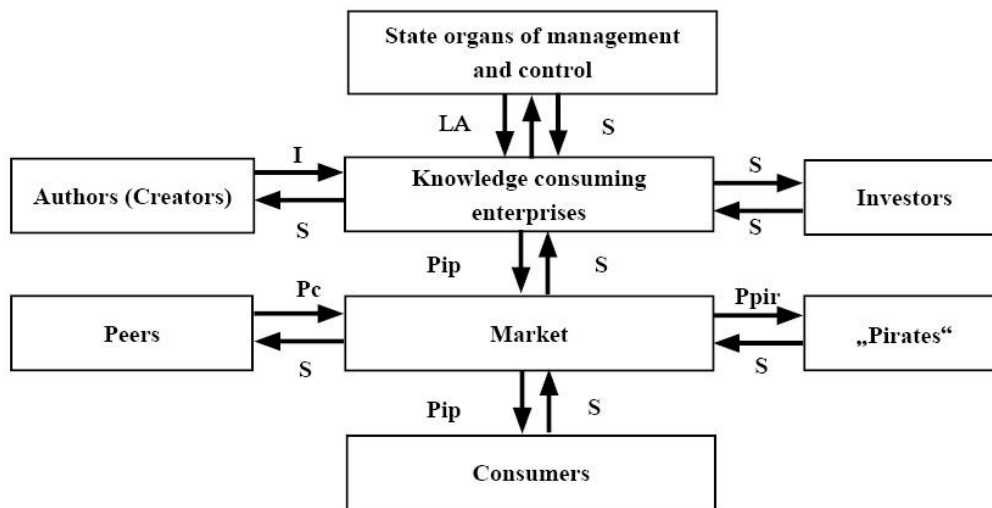 State organs of management
and control
LA
S
I
S
Authors (Creators)
Knowledge consuming
enterprises
Investors
S
S
Pip
S
Pc
Ppir
Peers
Market
„Pirates“
S
S
Pip
S
Consumers